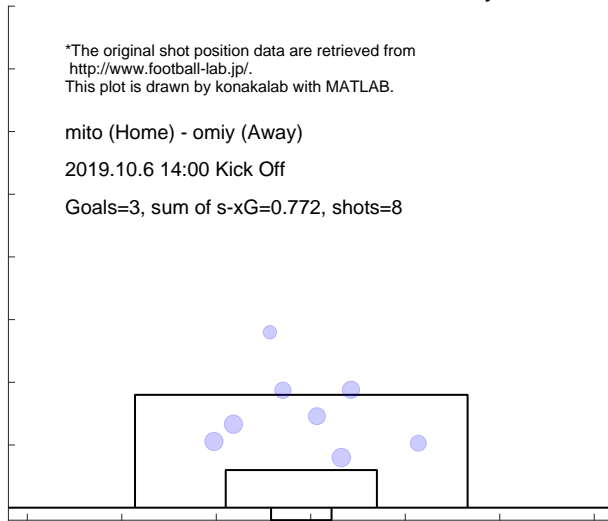 *The original shot position data are retrieved from
http://www.football-lab.jp/.
This plot is drawn by konakalab with MATLAB.
mito (Home) - omiy (Away)
2019.10.6 14:00 Kick Off
Goals=3, sum of s-xG=0.772, shots=8